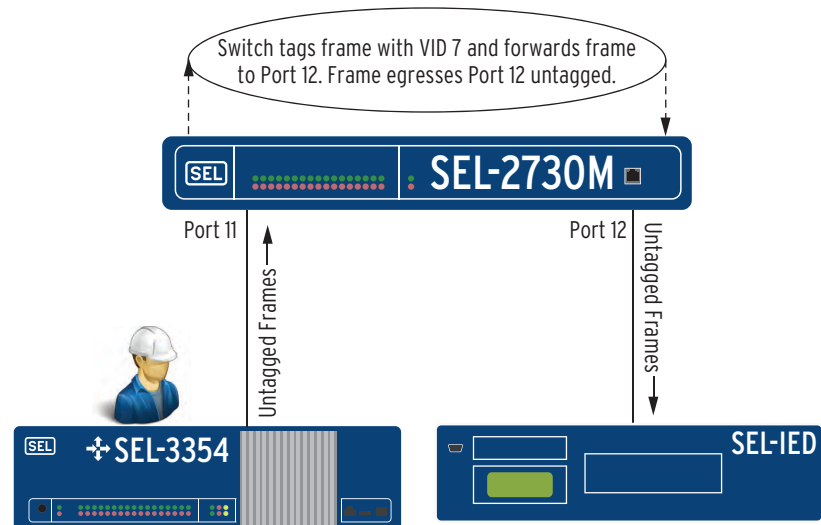 Switch tags frame with VID 7 and forwards frame
to Port 12. Frame egresses Port 12 untagged.
SEL
SEL-2730M
Port 11
Port 12
Untagged Frames
Untagged Frames
SEL
SEL-3354
SEL-IED